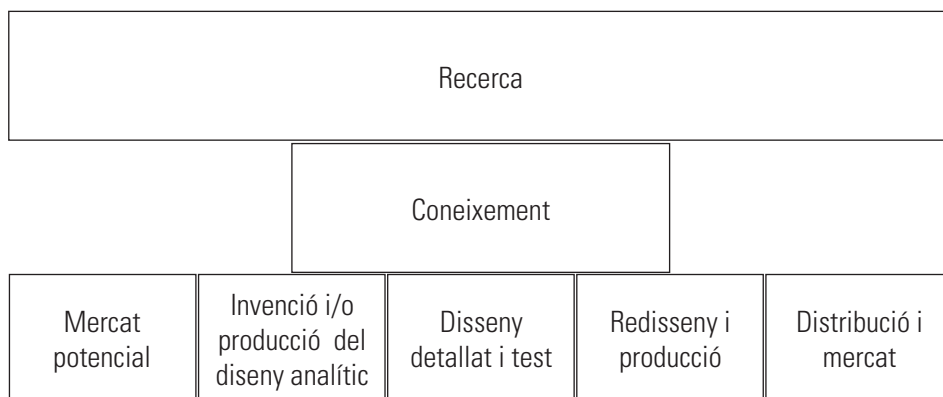 Recerca
Coneixement
Mercat
potencial
Invenció i/o
producció del
diseny analític
Disseny
detallat i test
Redisseny i
producció
Distribució i
mercat